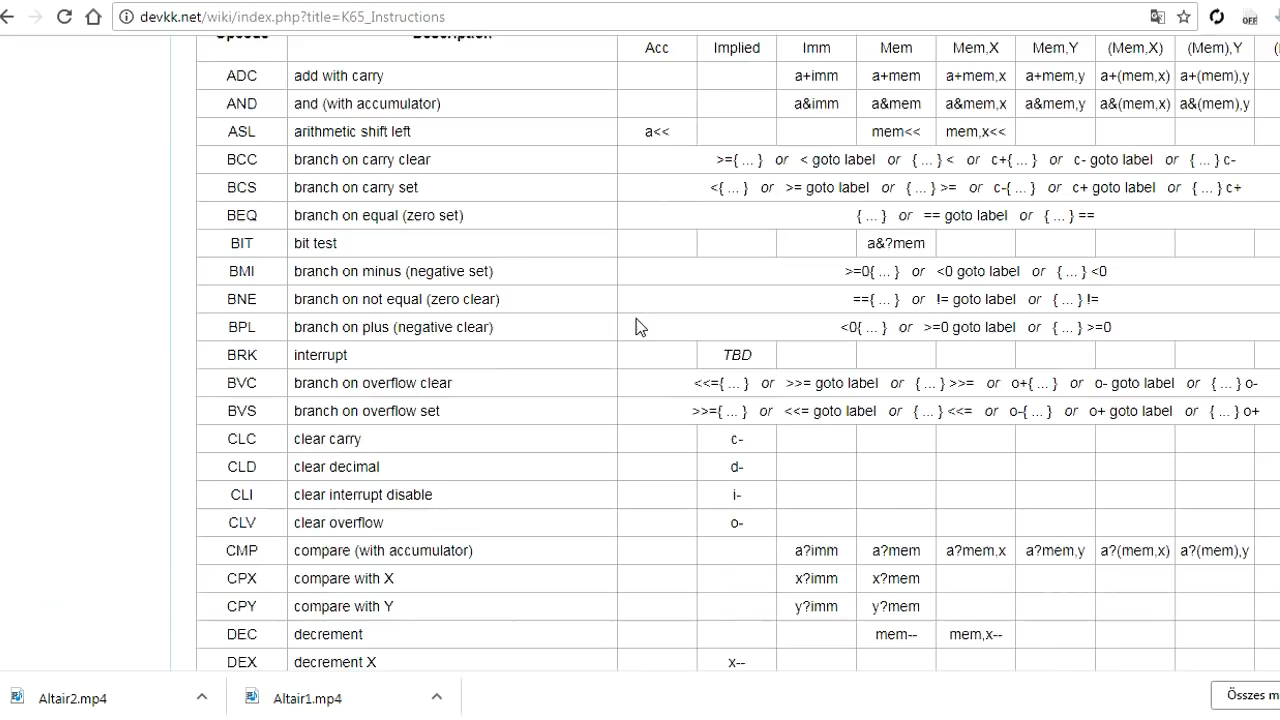 devkk.net/wiki/index.php?title=K65_Instructions
OFF
Opcode Description
Acc Implied Imm Mem Mem,X Mem,Y (Mem,X) (Mem),Y
ADC add with carry a+imm a+mem a+mem,x a+mem,y a+(mem,x) a+(mem),y
AND and (with accumulator) a&imm a&mem a&mem,x a&mem,y a&(mem,x) a&(mem),y
ASL arithmetic shift left a<< mem<< mem,x<<
BCC branch on carry clear >={ ... } or < goto label or { ... } < or c+{ ... } or c- goto label or { ... } c-
BCS branch on carry set <{ ... } or >= goto label or { ... } >= or c-{ ... } or c+ goto label or { ... } c+
BEQ branch on equal (zero set) { ... } or == goto label or { ... } ==
BIT bit test a&?mem
BMI branch on minus (negative set) >=0{ ... } or <0 goto label or { ... } <0
BNE branch on not equal (zero clear) =={ ... } or != goto label or { ... } !=
BPL branch on plus (negative clear) <0{ ... } or >=0 goto label or { ... } >=0
BRK interrupt TBD
BVC branch on overflow clear <<={ ... } or >>= goto label or { ... } >>= or o+{ ... } or o- goto label or { ... } o-
BVS branch on overflow set >>={ ... } or <<= goto label or { ... } <<= or o-{ ... } or o+ goto label or { ... } o+
CLC clear carry c-
CLD clear decimal d-
CLI clear interrupt disable i-
CLV clear overflow o-
CMP compare (with accumulator) a?imm a?mem a?mem,x a?mem,y a?(mem,x) a?(mem),y
CPX compare with X x?imm x?mem
CPY compare with Y y?imm y?mem
DEC decrement mem-- mem,x--
DEX decrement X x--
Altair2.mp4 Altair1.mp4 Összes m